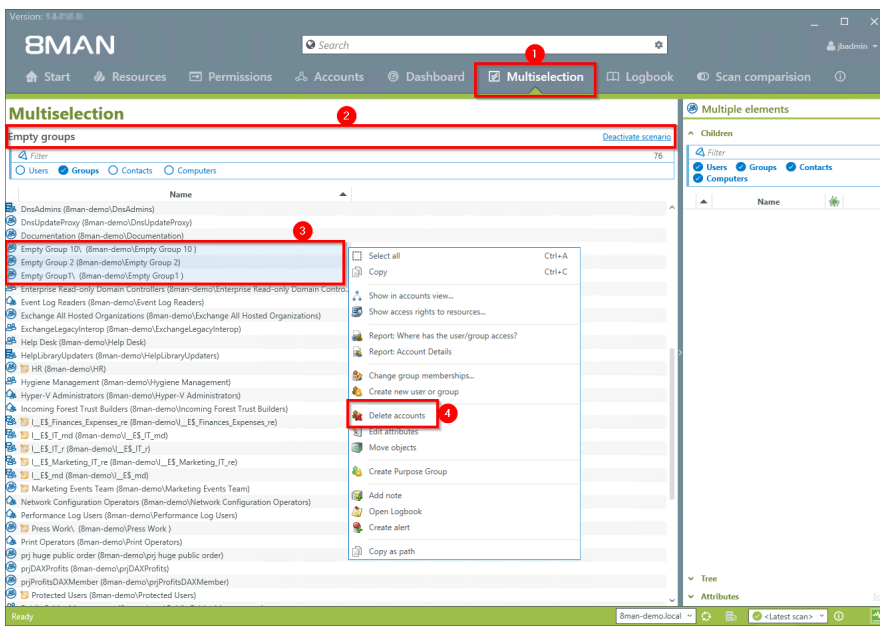 Version:
8MAN
Search
jbadmin
1
Start
Resources
Permissions
Accounts
Dashboard
Multiselection
Logbook
Scan comparision
Multiselection
2
Empty groups
Deactivate scenario
Filter
76
Users
Groups
Contacts
Computers
Name
DnsAdmins (8man-demo\DnsAdmins)
DnsUpdateProxy (8man-demo\DnsUpdateProxy)
Documentation (8man-demo\Documentation)
3
Empty Group 10\ (8man-demo\Empty Group 10 )
Empty Group 2 (8man-demo\Empty Group 2)
Empty Group1\ (8man-demo\Empty Group1 )
Enterprise Read-only Domain Controllers (8man-demo\Enterprise Read-only Domain Contro..
Event Log Readers (8man-demo\Event Log Readers)
Exchange All Hosted Organizations (8man-demo\Exchange All Hosted Organizations)
ExchangeLegacyInterop (8man-demo\ExchangeLegacyInterop)
Help Desk (8man-demo\Help Desk)
HelpLibraryUpdaters (8man-demo\HelpLibraryUpdaters)
HR (8man-demo\HR)
Hygiene Management (8man-demo\Hygiene Management)
Hyper-V Administrators (8man-demo\Hyper-V Administrators)
Incoming Forest Trust Builders (8man-demo\Incoming Forest Trust Builders)
l__E$_Finances_Expenses_re (8man-demo\l__E$_Finances_Expenses_re)
l__E$_IT_md (8man-demo\l__E$_IT_md)
l__E$_IT_r (8man-demo\l__E$_IT_r)
l__E$_Marketing_IT_re (8man-demo\l__E$_Marketing_IT_re)
l__E$_md (8man-demo\l__E$_md)
Marketing Events Team (8man-demo\Marketing Events Team)
Network Configuration Operators (8man-demo\Network Configuration Operators)
Performance Log Users (8man-demo\Performance Log Users)
Press Work\ (8man-demo\Press Work )
Print Operators (8man-demo\Print Operators)
prj huge public order (8man-demo\prj huge public order)
prjDAXProfits (8man-demo\prjDAXProfits)
prjProfitsDAXMember (8man-demo\prjProfitsDAXMember)
Protected Users (8man-demo\Protected Users)
Select all Ctrl+A
Copy Ctrl+C
Show in accounts view...
Show access rights to resources...
Report: Where has the user/group access?
Report: Account Details
Change group memberships...
Create new user or group
Delete accounts
4
Edit attributes
Move objects
Create Purpose Group
Add note
Open Logbook
Create alert
Copy as path
Multiple elements
Children
Filter
Users
Groups
Contacts
Computers
Name
Tree
Attributes
Ready
8man-demo.local
<Latest scan>